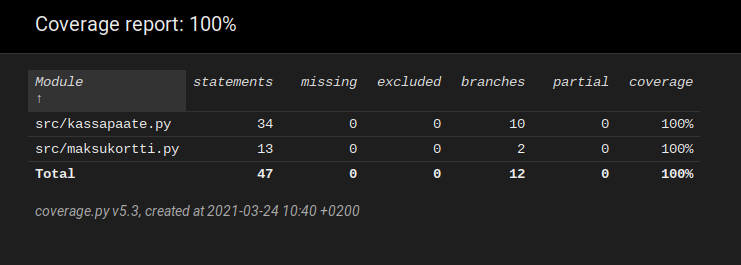 Coverage report: 100%
Module statements missing excluded branches partial coverage
↑
src/kassapaate.py 34 0 0 10 0 100%
src/maksukortti.py 13 0 0 2 0 100%
Total 47 0 0 12 0 100%
coverage.py v5.3, created at 2021-03-24 10:40 +0200